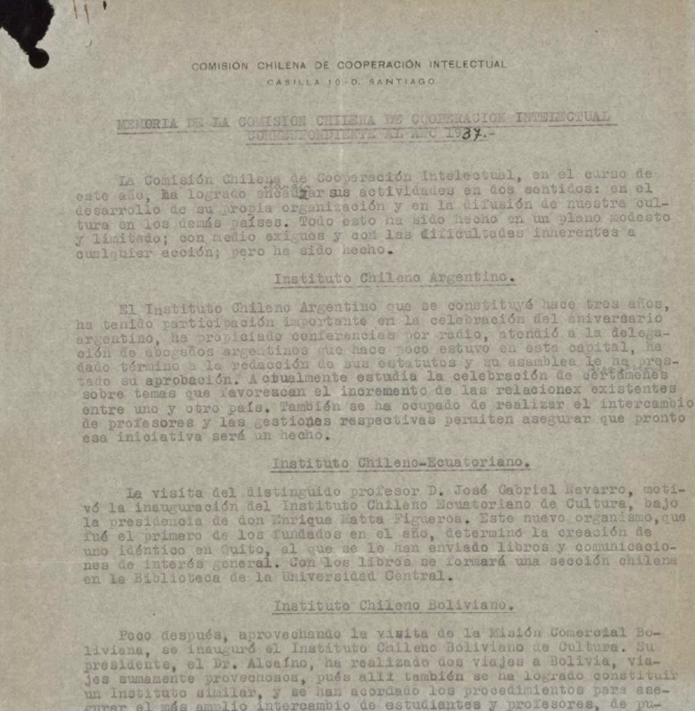 COMISIÓN CHILENA DE COOPERACIÓN INTELECTUAL
CASILLA 10-D. SANTIAGO
MEMORIA DE LA COMISION CHILENA DE COOPERACION INTELECTUAL
CORRESPONDIENTE AL AÑO 1937.-
La Comisión Chilena de Cooperación Intelectual, en el curso de
este año, ha logrado encauzar sus actividades en dos sentidos: en el
desarrollo de su propia organización y en la difusión de nuestra cul-
tura en los demás países. Todo esto ha sido hecho en un plano modesto
y limitado; con medio exiguos y con las dificultades inherentes a
cualquier acción; pero ha sido hecho.
Instituto Chileno Argentino.
El Instituto Chileno Argentino que se constituyó hace tres años,
ha tenido participación importante en la celebración del aniversario
argentino, ha propiciado conferencias por radio, atendió a la delega-
ción de abogados argentinos que hace poco estuvo en esta capital, ha
dado término a la redacción de sus estatutos y su asamblea le ha pres-
tado su aprobación. Actualmente estudia la celebración de certámenes
sobre temas que favorezcan el incremento de las relacionex existentes
entre uno y otro país. También se ha ocupado de realizar el intercambio
de profesores y las gestiones respectivas permiten asegurar que pronto
esa iniciativa será un hecho.
Instituto Chileno-Ecuatoriano.
La visita del distinguido profesor D. José Gabriel Navarro, moti-
vó la inauguración del Instituto Chileno Ecuatoriano de Cultura, bajo
la presidencia de don Enrique Matta Figueroa. Este nuevo organismo,que
fué el primero de los fundados en el año, determinó la creación de
uno idéntico en Quito, al que se le han enviado libros y comunicacio-
nes de interés general. Con los libros se formará una sección chilena
en la Biblioteca de la Universidad Central.
Instituto Chileno Boliviano.
Poco después, aprovechando la visita de la Misión Comercial Bo-
liviana, se inauguró el Instituto Chileno Boliviano de Cultura. Su
presidente, el Dr. Alcaíno, ha realizado dos viajes a Bolivia, via-
jes sumamente provechosos, pués allí también se ha logrado constituir
un Instituto similar, y se han acordado los procedimientos para ase-
gurar el más amplio intercambio de estudiantes y profesores, de pu-